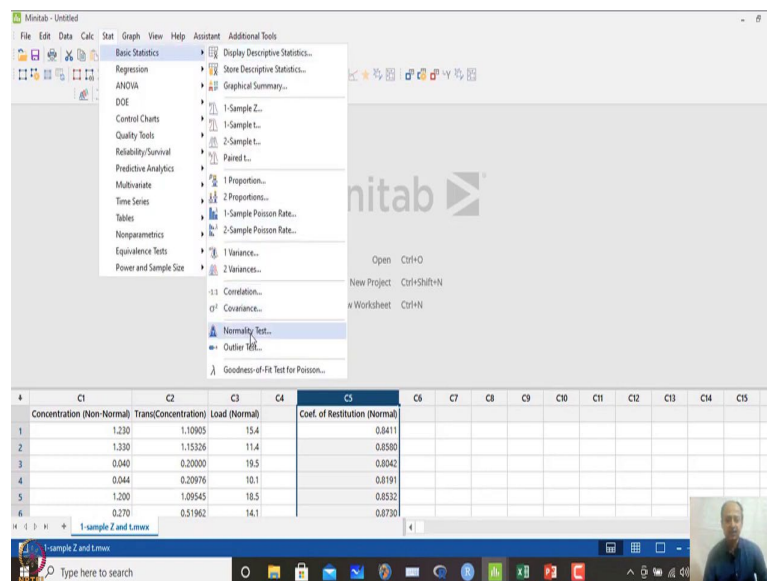 Minitab - Untitled
File Edit Data Calc Stat Graph View Help Assistant Additional Tools
Basic Statistics
Regression
ANOVA
DOE
Control Charts
Quality Tools
Reliability/Survival
Predictive Analytics
Multivariate
Time Series
Tables
Nonparametrics
Equivalence Tests
Power and Sample Size
Display Descriptive Statistics...
Store Descriptive Statistics...
Graphical Summary...
1-Sample Z...
1-Sample t...
2-Sample t...
Paired t...
1 Proportion...
2 Proportions...
1-Sample Poisson Rate...
2-Sample Poisson Rate...
1 Variance...
2 Variances...
Correlation...
Covariance...
Normality Test...
Outlier Test...
Goodness-of-Fit Test for Poisson...
nitab
Open Ctrl+O
New Project Ctrl+Shift+N
w Worksheet Ctrl+N
C1 C2 C3 C4 C5 C6 C7 C8 C9 C10 C11 C12 C13 C14 C15
Concentration (Non-Normal) Trans(Concentration) Load (Normal) Coef. of Restitution (Normal)
1 1.230 1.10905 15.4 0.8411
2 1.330 1.15326 11.4 0.8580
3 0.040 0.20000 19.5 0.8042
4 0.044 0.20976 10.1 0.8191
5 1.200 1.09545 18.5 0.8532
6 0.270 0.51962 14.1 0.8730
1-sample Z and t.mwx
1-sample Z and t.mwx
Type here to search